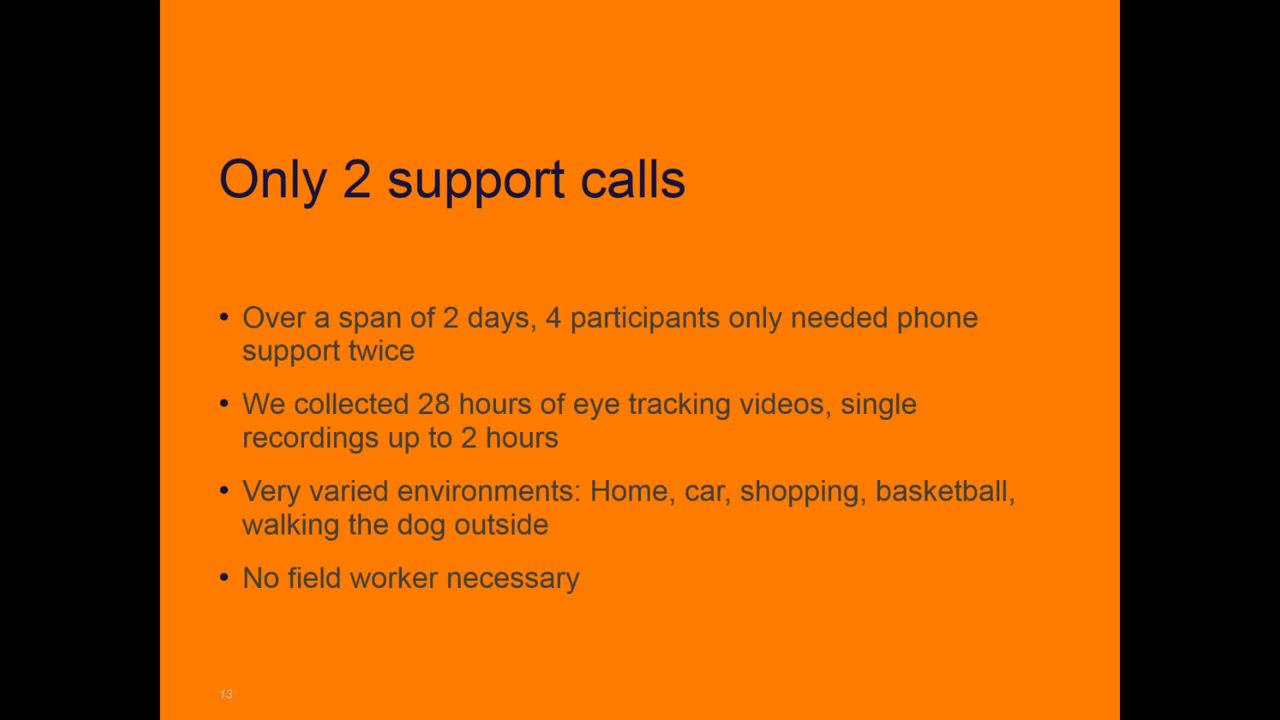 Only 2 support calls
• Over a span of 2 days, 4 participants only needed phone
support twice
• We collected 28 hours of eye tracking videos, single
recordings up to 2 hours
• Very varied environments: Home, car, shopping, basketball,
walking the dog outside
• No field worker necessary
13